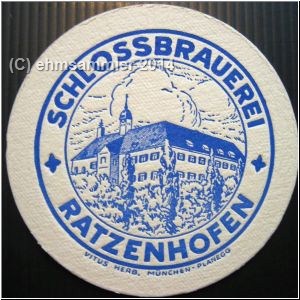 (C) ehmsammler 2014
SCHLOSSBRAUEREI
RATZENHOFEN
VITUS HERB, MÜNCHEN-PLANEGG